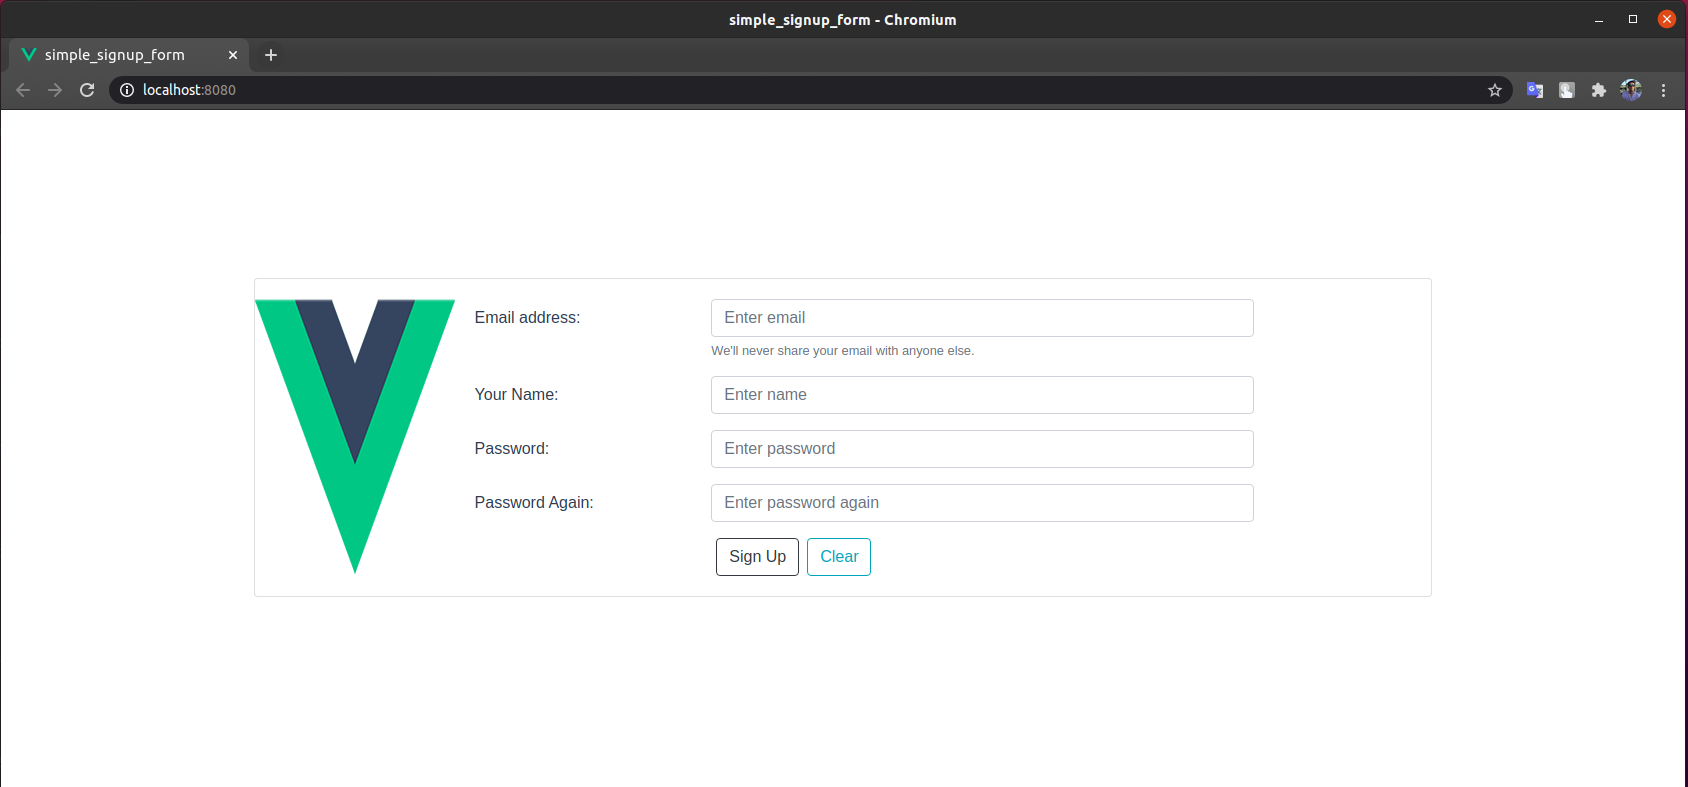 simple_signup_form - Chromium
simple_signup_form
localhost:8080
Email address:
Enter email
We'll never share your email with anyone else.
Your Name:
Enter name
Password:
Enter password
Password Again:
Enter password again
Sign Up
Clear